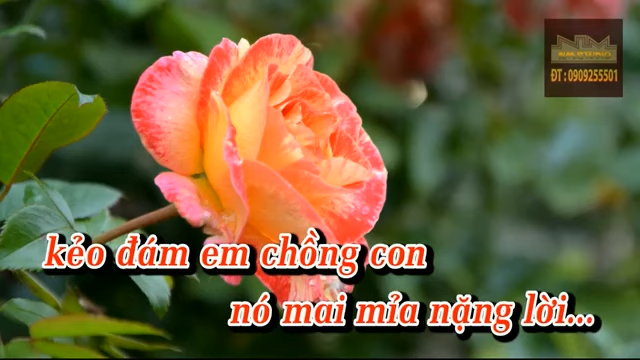 ĐT : 0909255501
kẻo đám em chồng con
nó mai mỉa nặng lời...